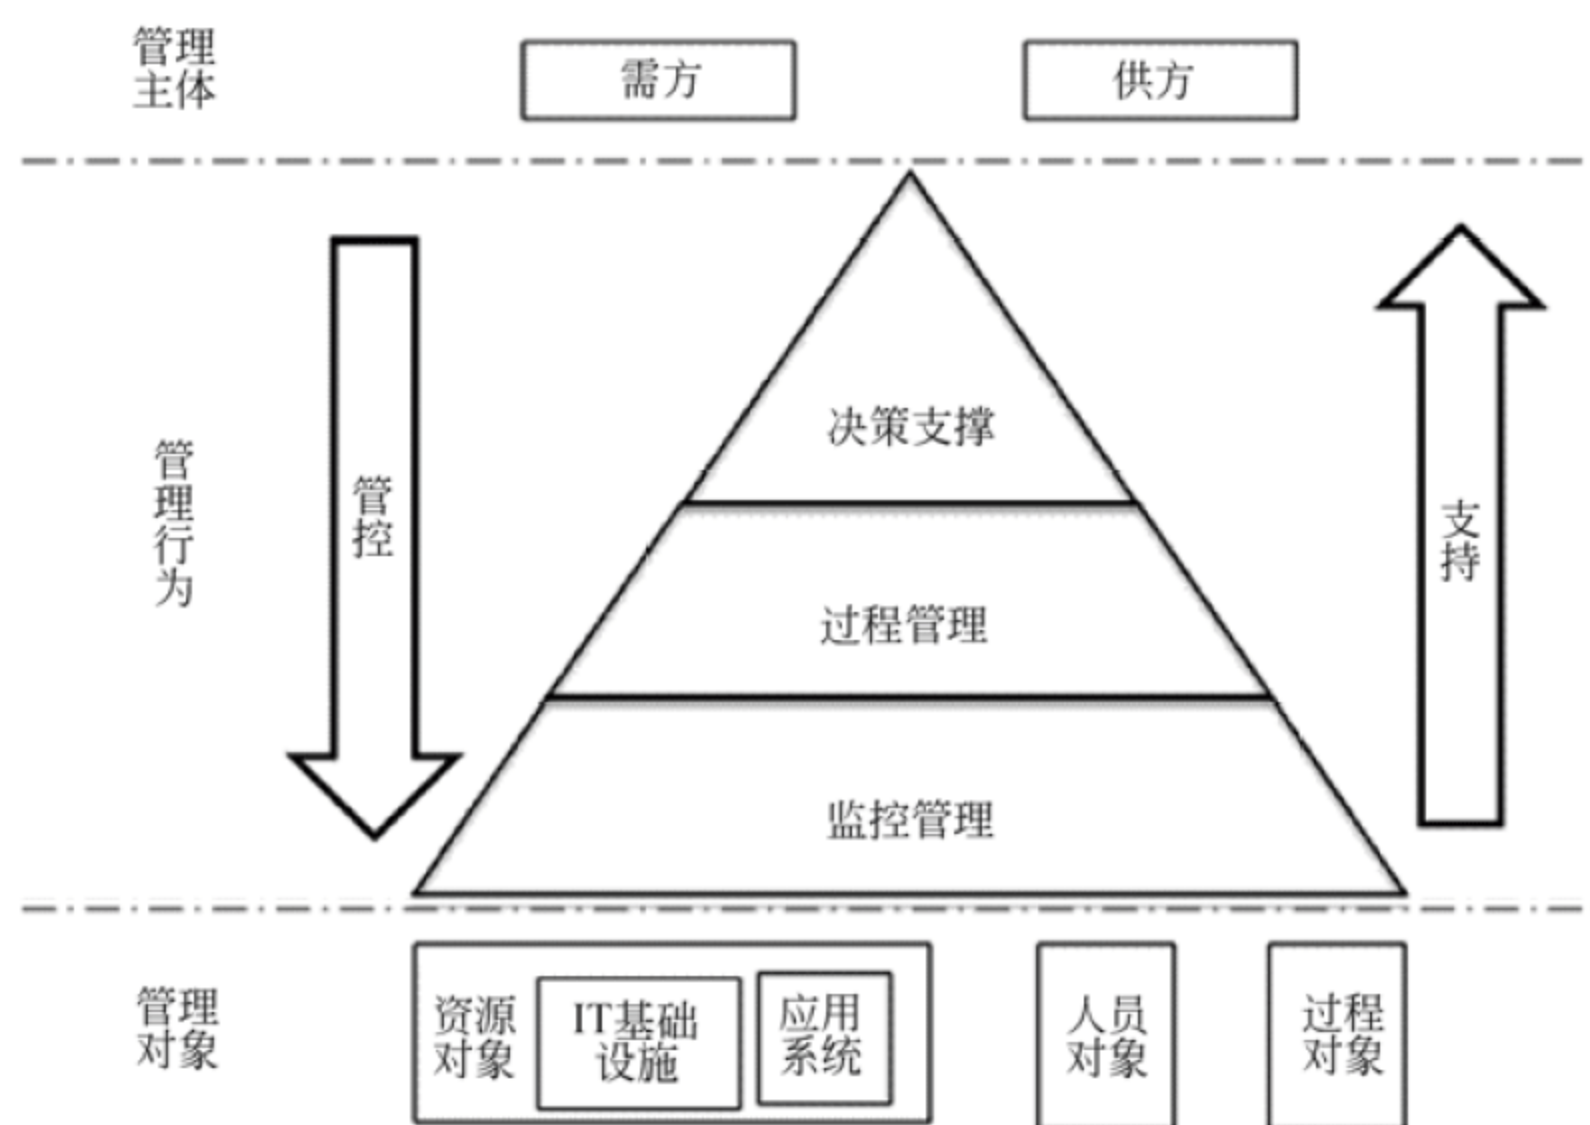 管理
主体
需方
供方
管理行为
管控
决策支撑
过程管理
监控管理
支持
管理
对象
资源
对象
IT基础
设施
应用
系统
人员
对象
过程
对象